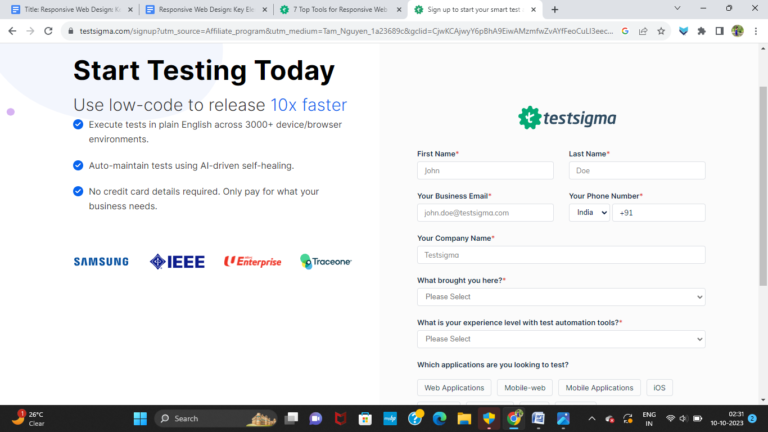 Title: Responsive Web Design: K
Responsive Web Design: Key Ele
7 Top Tools for Responsive Web
Sign up to start your smart test
testsigma.com/signup?utm_source=Affiliate_program&utm_medium=Tam_Nguyen_1a23689c&gclid=
Start Testing Today
Use low-code to release 10x faster
Execute tests in plain English across 3000+ device/browser
environments.
Auto-maintain tests using AI-driven self-healing.
No credit card details required. Only pay for what your
business needs.
SAMSUNG
IEEE
Enterprise
Traceone
testsigma
First Name*
Last Name*
John
Doe
Your Business Email*
Your Phone Number*
john.doe@testsigma.com
India
+91
Your Company Name*
Testsigma
What brought you here?*
Please Select
What is your experience level with test automation tools?*
Please Select
Which applications are you looking to test?
Web Applications
Mobile-web
Mobile Applications
iOS
1
26°C
Clear
Search
ENG
IN
02:31
10-10-2023
2